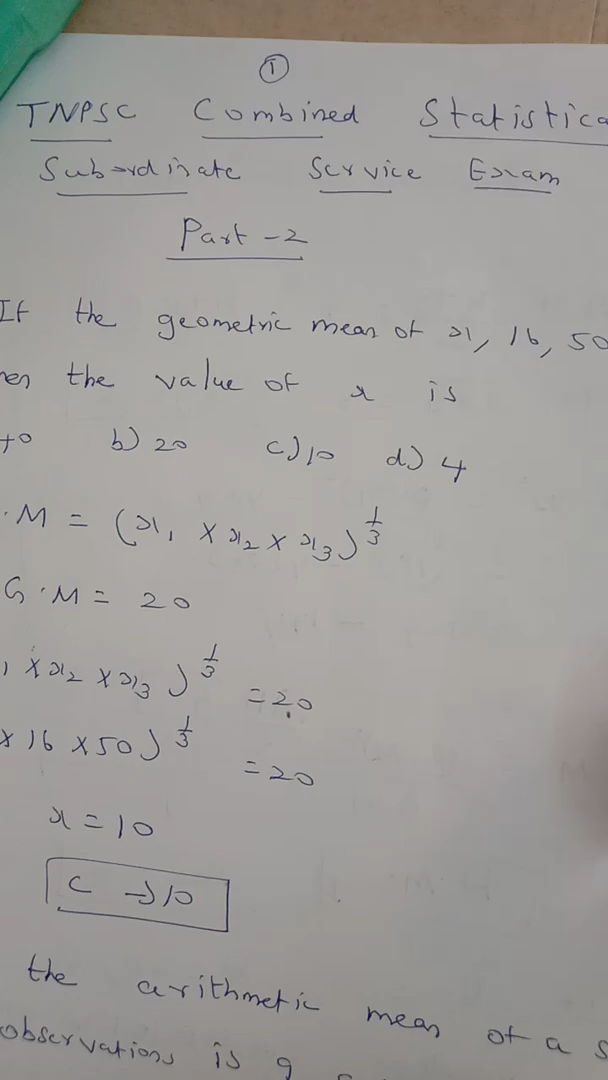 1
TNPSC Combined Statistica
Subordinate Service Exam
Part-2
If the geometric mean of x, 16, 50
en the value of x is
b) 20 c) 10 d) 4
.M = (x1 × x2 × x3)^1/3
G.M = 20
× x2 × x3)^1/3 = 20
× 16 × 50)^1/3 = 20
x = 10
C → 10
the arithmetic mean of a s
observations is 9